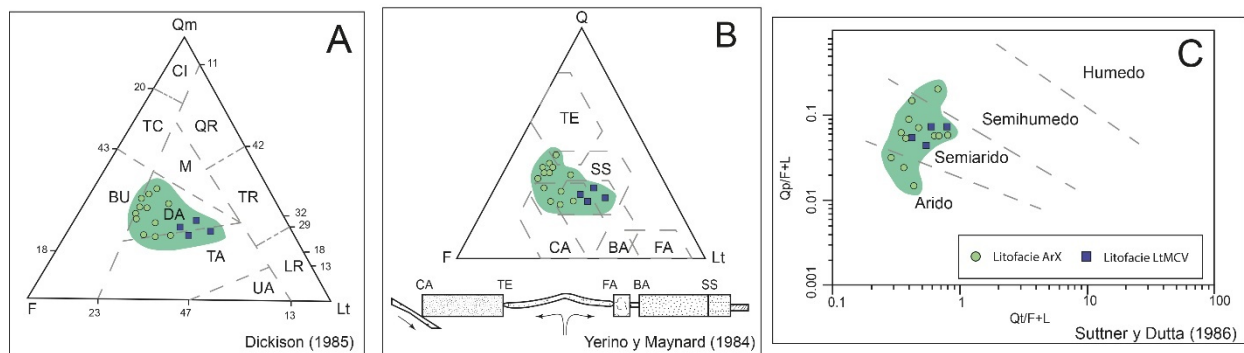 A
Qm
CI
11
20
TC
QR
43
42
M
BU
TR
DA
32
29
TA
18
18
LR
13
UA
F
Lt
23
47
13
Dickison (1985)
B
Q
TE
SS
CA
BA
FA
F
Lt
CA
TE
FA
BA
SS
Yerino y Maynard (1984)
C
Humedo
0.1
Semihumedo
Semiarido
0.01
Arido
Qp/F+L
Litofacie ArX
Litofacie LtMCV
0.001
0.1
1
10
100
Qt/F+L
Suttner y Dutta (1986)